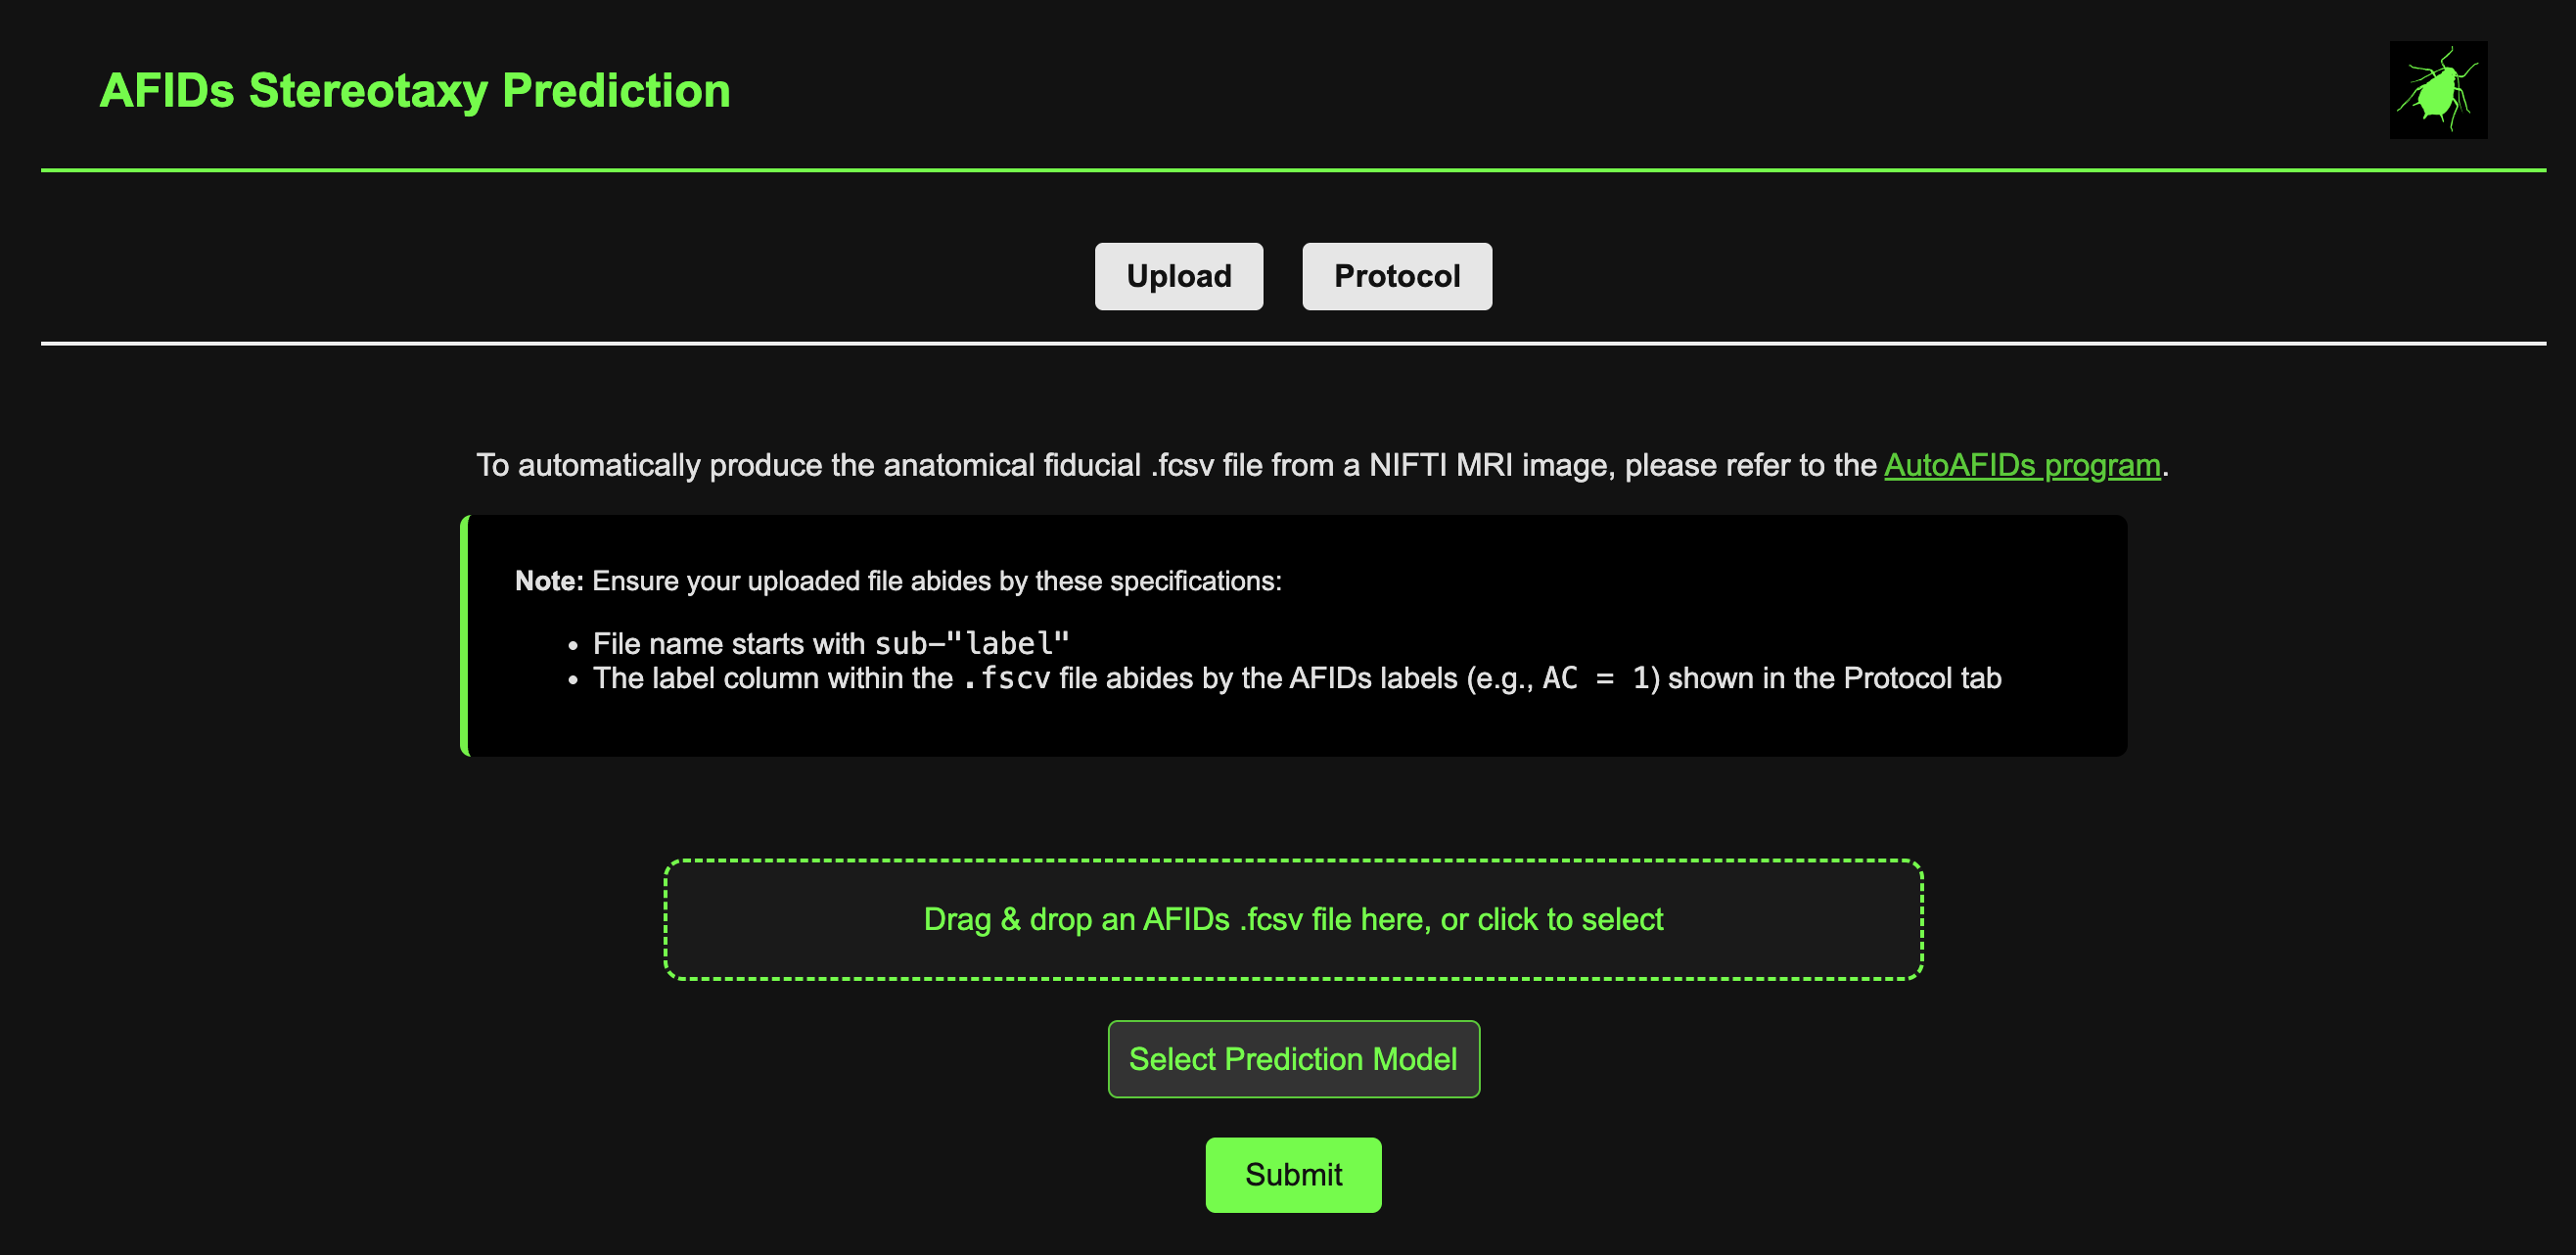 AFIDs Stereotaxy Prediction
Upload
Protocol
To automatically produce the anatomical fiducial .fcsv file from a NIFTI MRI image, please refer to the AutoAFIDs program.
Note: Ensure your uploaded file abides by these specifications:
• File name starts with sub-"label"
• The label column within the .fscv file abides by the AFIDs labels (e.g., AC = 1) shown in the Protocol tab
Drag & drop an AFIDs .fcsv file here, or click to select
Select Prediction Model
Submit